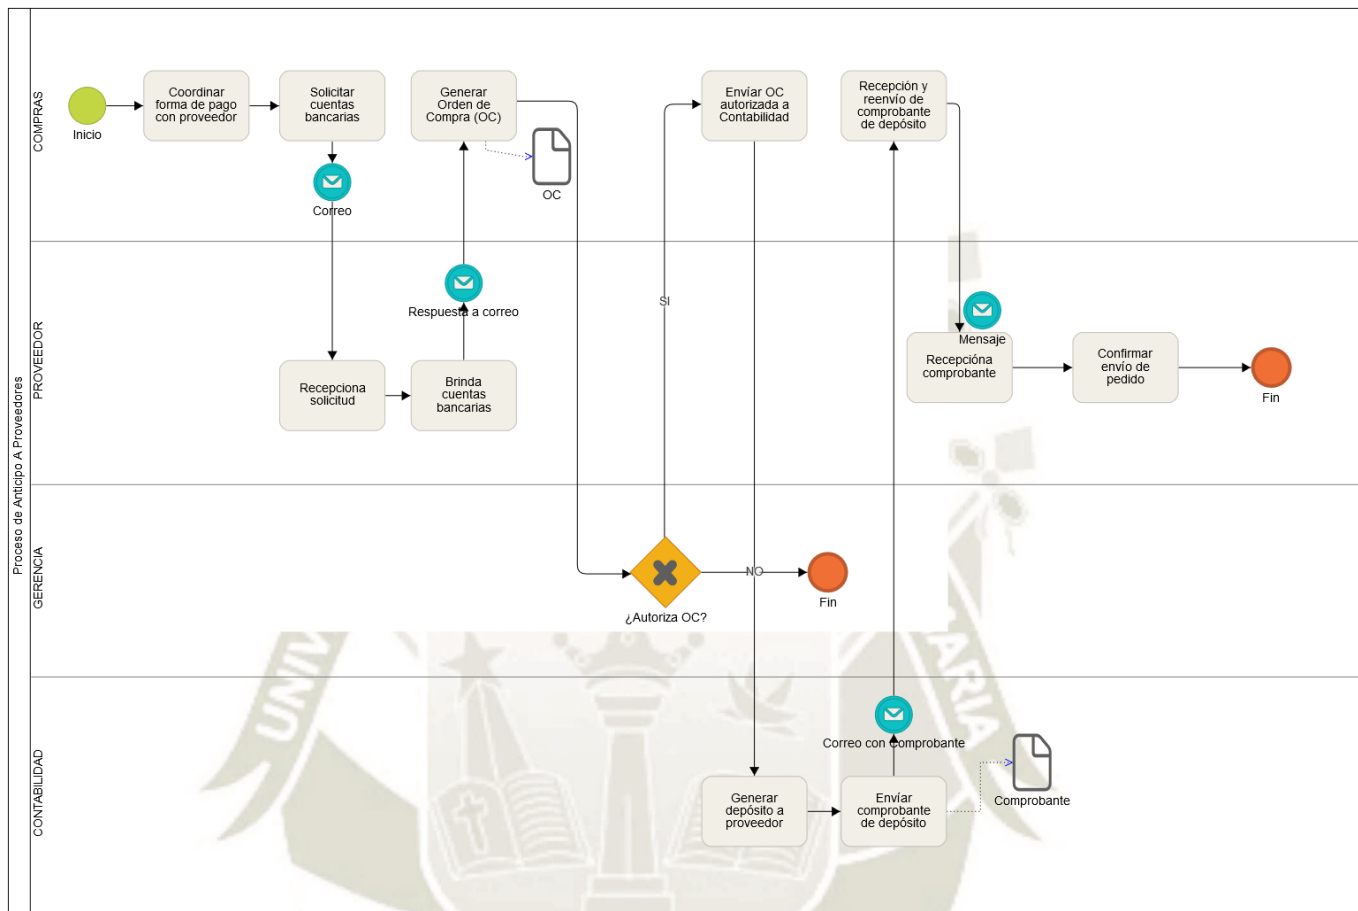 Proceso de Anticipo A Proveedores
COMPRAS
Inicio
Coordinar
forma de pago
con proveedor
Solicitar
cuentas
bancarias
Correo
Generar
Orden de
Compra (OC)
OC
Envíar OC
autorizada a
Contabilidad
Recepción y
reenvío de
comprobante
de depósito
PROVEEDOR
Recepciona
solicitud
Brinda
cuentas
bancarias
Respuesta a correo
SI
Mensaje
Recepcióna
comprobante
Confirmar
envío de
pedido
Fin
GERENCIA
¿Autoriza OC?
NO
Fin
CONTABILIDAD
Generar
depósito a
proveedor
Envíar
comprobante
de depósito
Correo con Comprobante
Comprobante
UNIV
ARIA